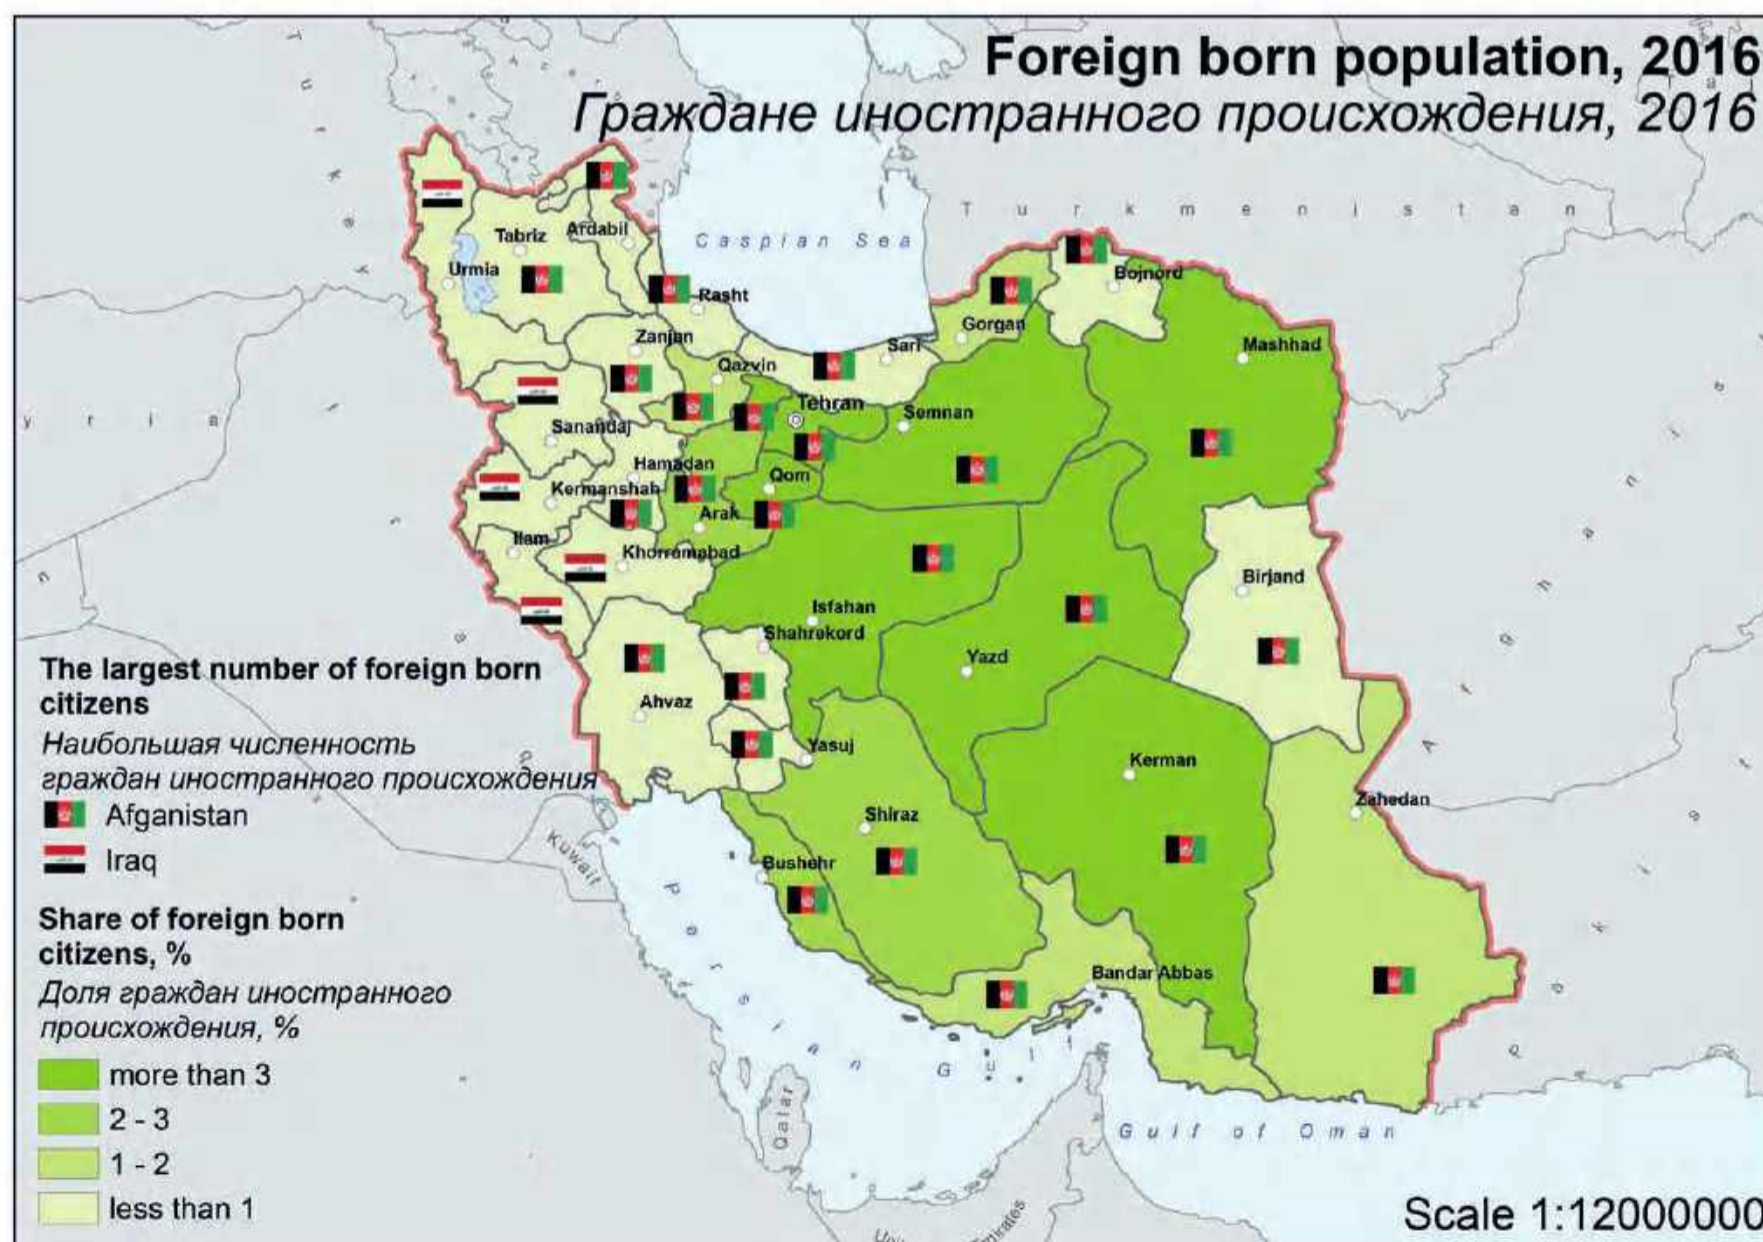 Foreign born population, 2016
Граждане иностранного происхождения, 2016
Turkmenistan
Caspian Sea
Tabriz
Ardabil
Urmia
Bojnord
Rasht
Gorgan
Zanjan
Sari
Mashhad
Qazvin
Tehran
Semnan
Sanandaj
Hamadan
Qom
Kermanshah
Arak
Ilam
Khorramabad
Birjand
Isfahan
Shahrekord
Yazd
Ahvaz
Yasuj
Kerman
Zahedan
Shiraz
Bushehr
Bandar Abbas
Kuwait
Persian Gulf
Qatar
Gulf of Oman
The largest number of foreign born
citizens
Наибольшая численность
граждан иностранного происхождения
Afganistan
Iraq
Share of foreign born
citizens, %
Доля граждан иностранного
происхождения, %
more than 3
2 - 3
1 - 2
less than 1
Scale 1:12000000